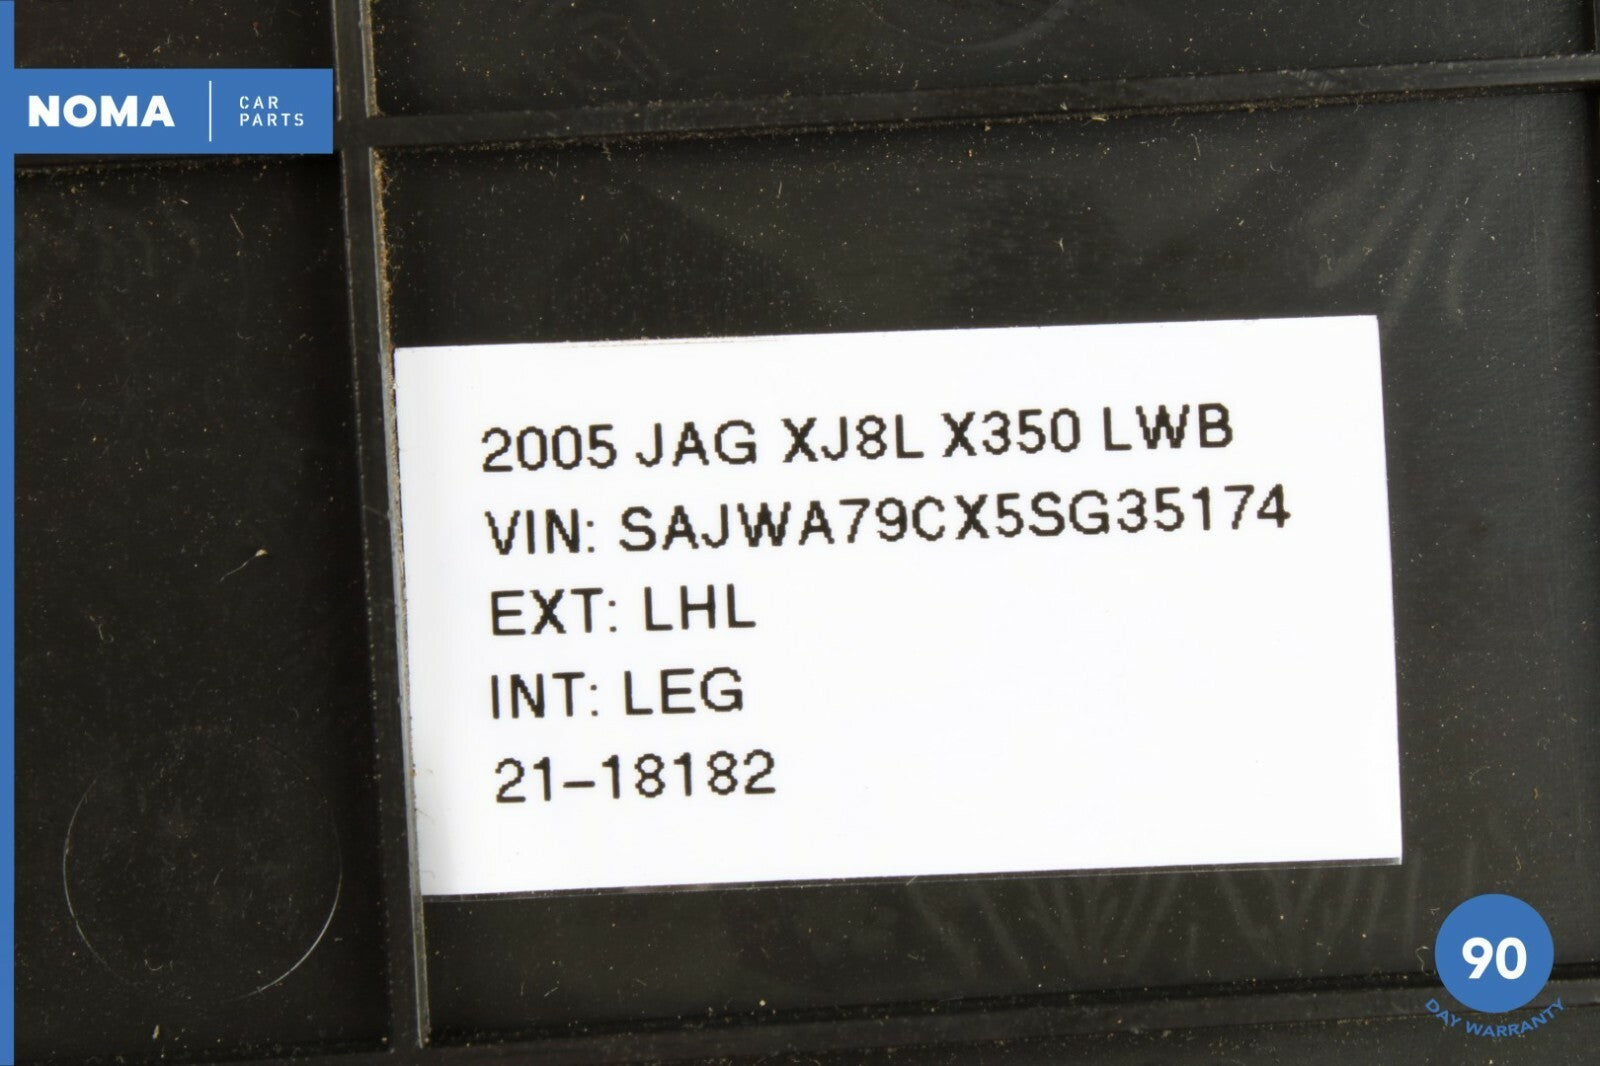 NOMA
CAR
PARTS
2005 JAG XJ8L X350 LWB
VIN: SAJWA79CX5SG35174
EXT: LHL
INT: LEG
21-18182
90
DAY WARRANTY